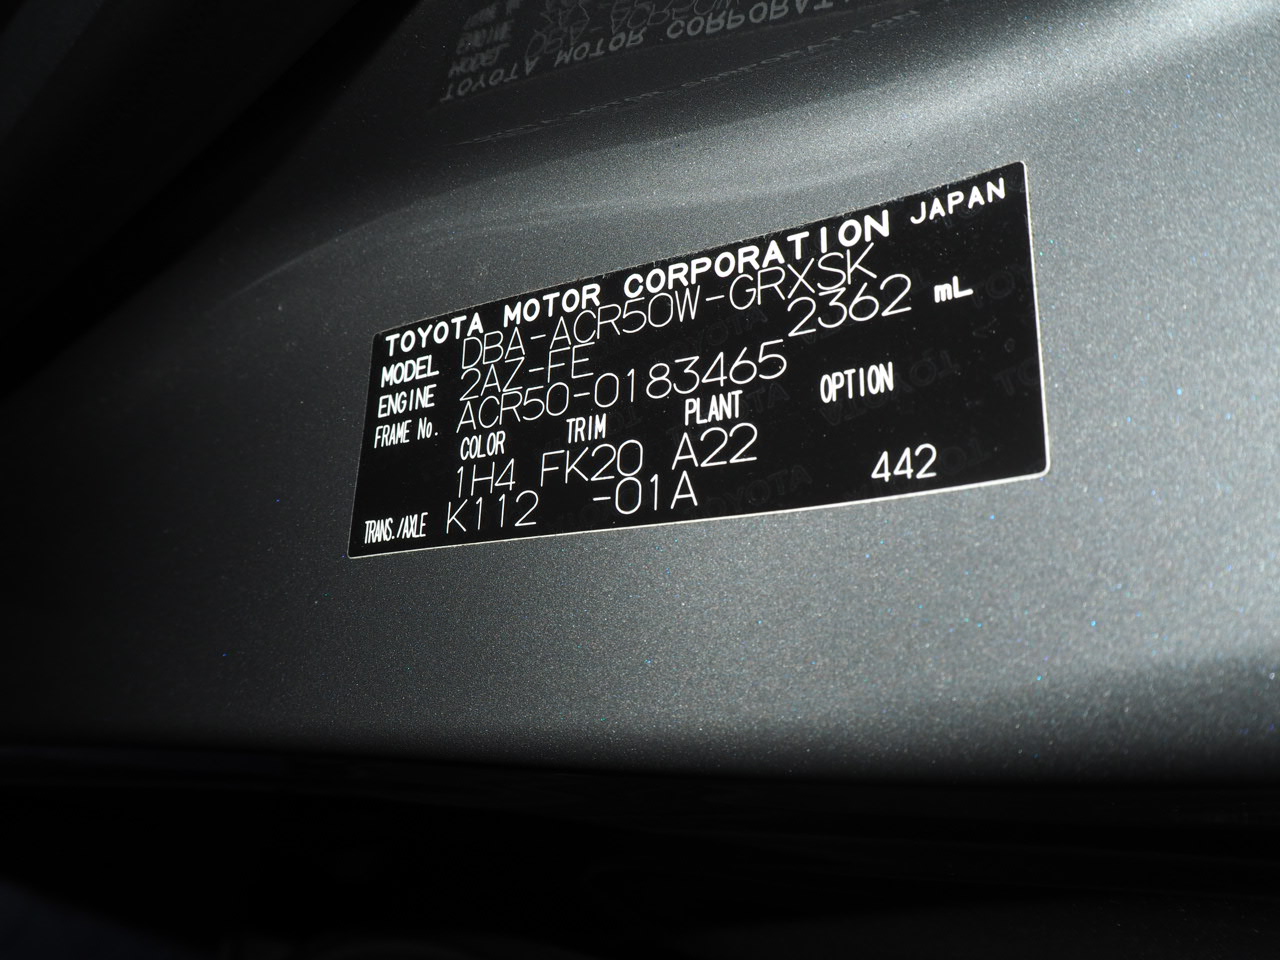 TOYOTA MOTOR CORPORATION JAPAN
MODEL DBA-ACR50W-GRXSK
ENGINE 2AZ-FE 2362 mL
FRAME No. ACR50-0183465
COLOR TRIM PLANT OPTION
1H4 FK20 A22
TRANS./AXLE K112 -01A 442